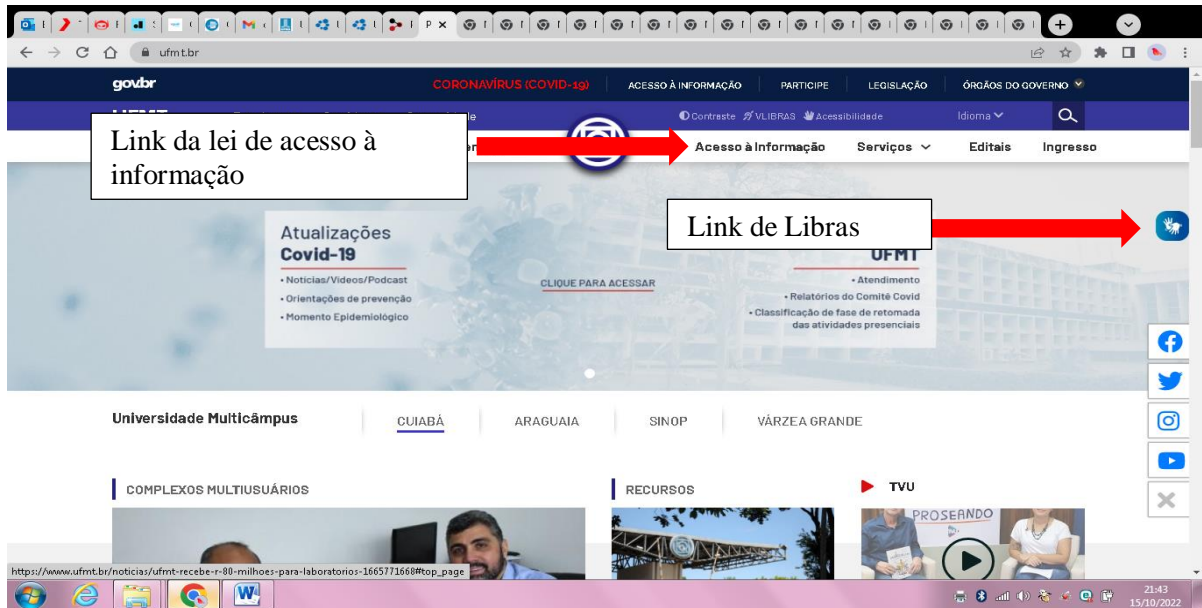 ufmt.br
govbr
CORONAVÍRUS (COVID-19)
ACESSO À INFORMAÇÃO
PARTICIPE
LEGISLAÇÃO
ÓRGÃOS DO GOVERNO
Contraste
VLIBRAS
Acessibilidade
Idioma
Link da lei de acesso à
informação
Acesso à Informação
Serviços
Editais
Ingresso
Link de Libras
Atualizações
Covid-19
• Notícias/Vídeos/Podcast
• Orientações de prevenção
• Momento Epidemiológico
CLIQUE PARA ACESSAR
UFMT
• Atendimento
• Relatórios do Comitê Covid
• Classificação de fase de retomada
das atividades presenciais
Universidade Multicâmpus
CUIABÁ
ARAGUAIA
SINOP
VÁRZEA GRANDE
COMPLEXOS MULTIUSUÁRIOS
RECURSOS
TVU
PROSEANDO
https://www.ufmt.br/noticias/ufmt-recebe-r-80-milhoes-para-laboratorios-1665771668#top_page
21:43
15/10/2022